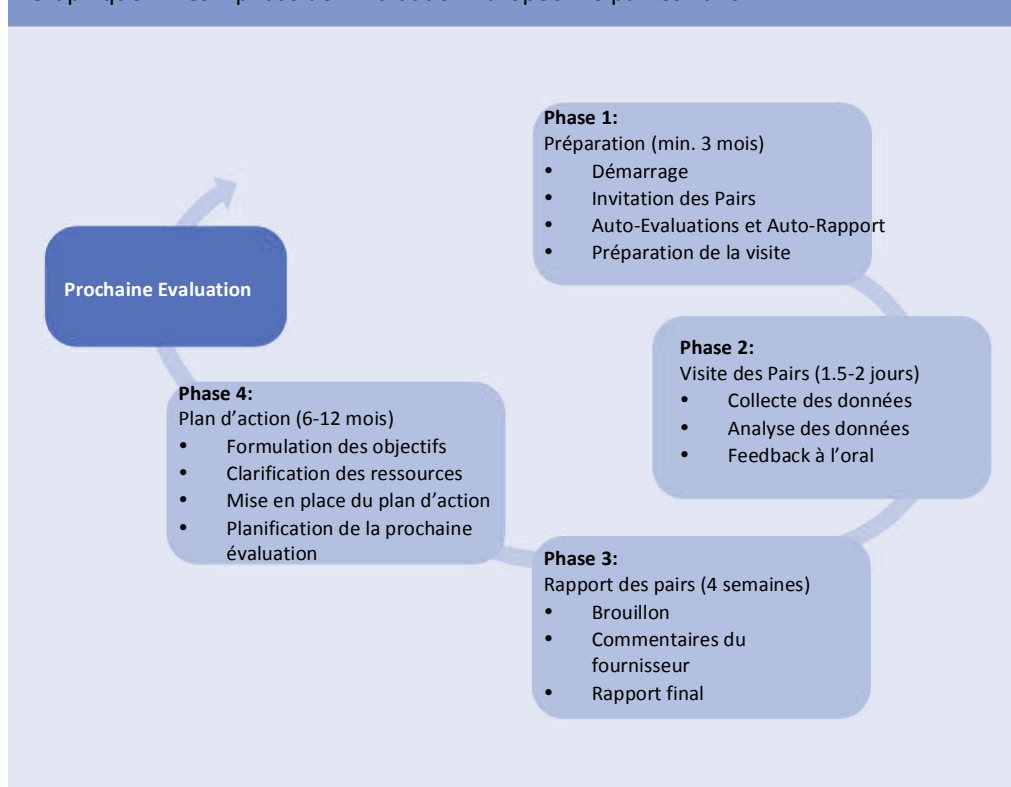 Phase 1:
Préparation (min. 3 mois)
• Démarrage
• Invitation des Pairs
• Auto-Evaluations et Auto-Rapport
• Préparation de la visite
Prochaine Evaluation
Phase 2:
Visite des Pairs (1.5-2 jours)
• Collecte des données
• Analyse des données
• Feedback à l’oral
Phase 4:
Plan d’action (6-12 mois)
• Formulation des objectifs
• Clarification des ressources
• Mise en place du plan d’action
• Planification de la prochaine
évaluation
Phase 3:
Rapport des pairs (4 semaines)
• Brouillon
• Commentaires du
fournisseur
• Rapport final